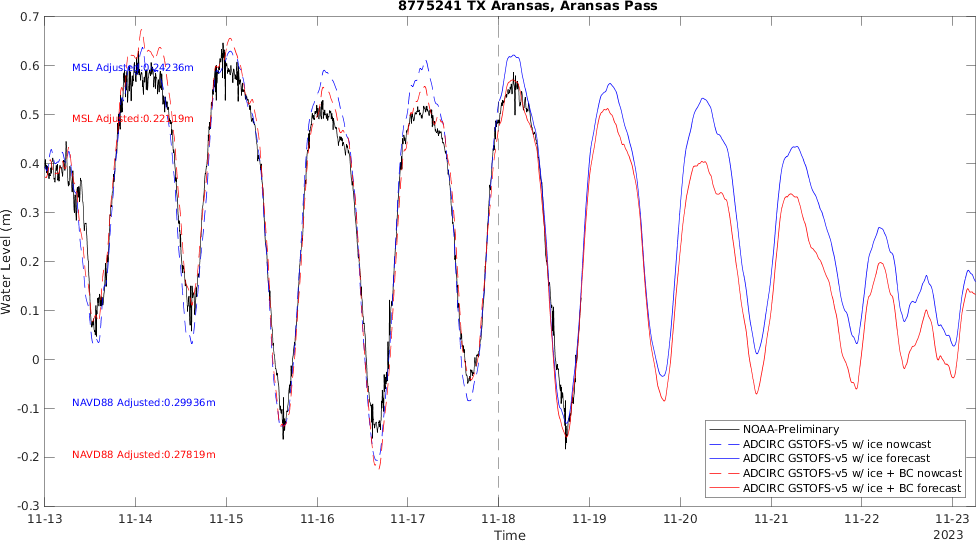 8775241 TX Aransas, Aransas Pass
0.7
0.6
0.5
0.4
0.3
0.2
0.1
0
-0.1
-0.2
-0.3
Water Level (m)
MSL Adjusted:0.24236m
MSL Adjusted:0.22119m
NAVD88 Adjusted:0.29936m
NAVD88 Adjusted:0.27819m
NOAA-Preliminary
ADCIRC GSTOFS-v5 w/ ice nowcast
ADCIRC GSTOFS-v5 w/ ice forecast
ADCIRC GSTOFS-v5 w/ ice + BC nowcast
ADCIRC GSTOFS-v5 w/ ice + BC forecast
11-13 11-14 11-15 11-16 11-17 11-18 11-19 11-20 11-21 11-22 11-23
Time
2023